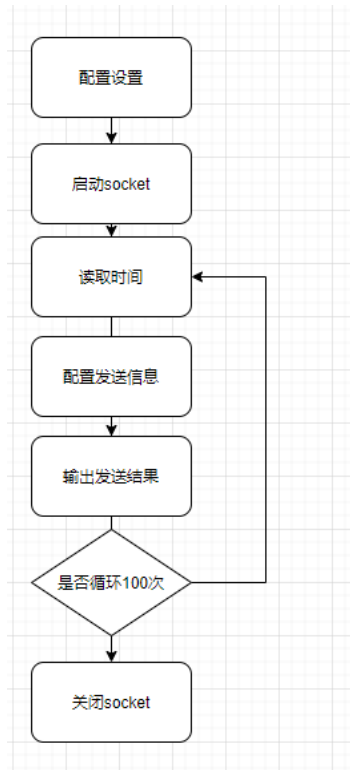 配置设置
启动socket
读取时间
配置发送信息
输出发送结果
是否循环100次
关闭socket